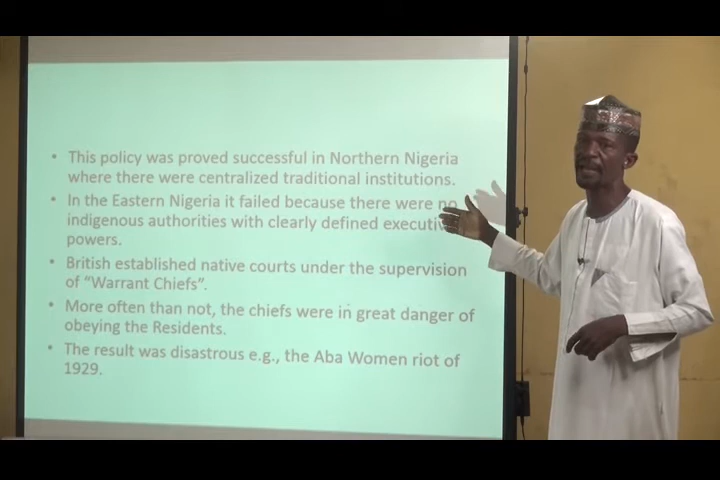 • This policy was proved successful in Northern Nigeria
where there were centralized traditional institutions.
• In the Eastern Nigeria it failed because there were no
indigenous authorities with clearly defined executive
powers.
• British established native courts under the supervision
of “Warrant Chiefs”.
• More often than not, the chiefs were in great danger of
obeying the Residents.
• The result was disastrous e.g., the Aba Women riot of
1929.